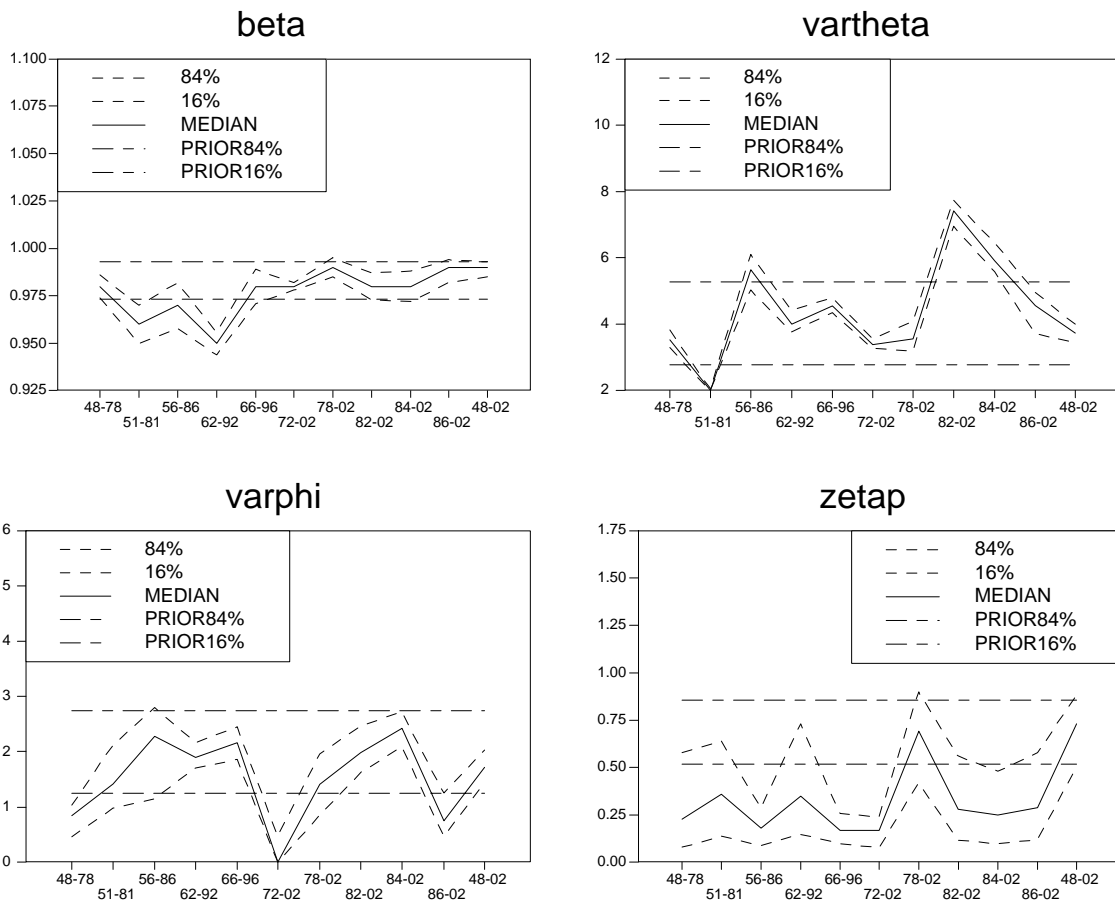 beta
1.100
1.075
1.050
1.025
1.000
0.975
0.950
0.925
84%
16%
MEDIAN
PRIOR84%
PRIOR16%
48-78 56-86 66-96 78-02 84-02 48-02
51-81 62-92 72-02 82-02 86-02
vartheta
12
10
8
6
4
2
84%
16%
MEDIAN
PRIOR84%
PRIOR16%
48-78 56-86 66-96 78-02 84-02 48-02
51-81 62-92 72-02 82-02 86-02
varphi
6
5
4
3
2
1
0
84%
16%
MEDIAN
PRIOR84%
PRIOR16%
48-78 56-86 66-96 78-02 84-02 48-02
51-81 62-92 72-02 82-02 86-02
zetap
1.75
1.50
1.25
1.00
0.75
0.50
0.25
0.00
84%
16%
MEDIAN
PRIOR84%
PRIOR16%
48-78 56-86 66-96 78-02 84-02 48-02
51-81 62-92 72-02 82-02 86-02